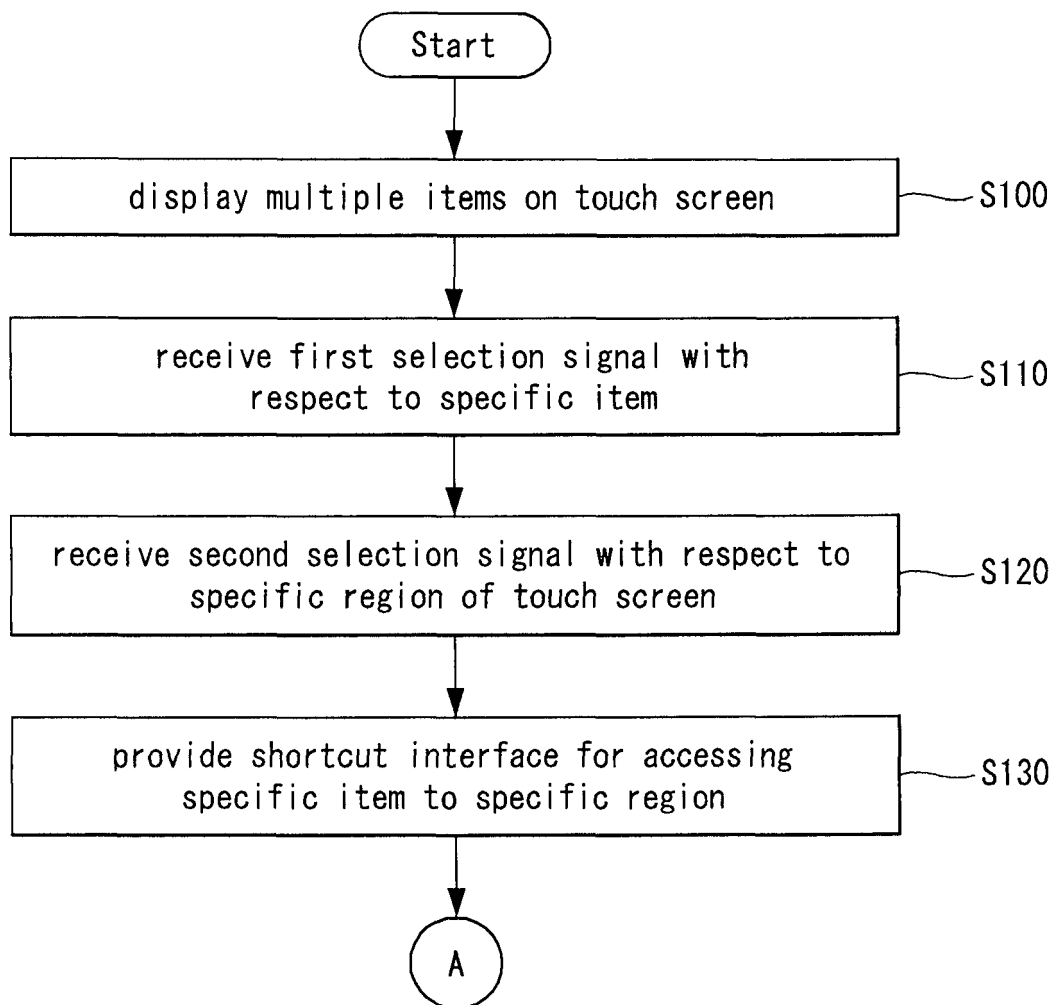 Start
display multiple items on touch screen
S100
receive first selection signal with
respect to specific item
S110
receive second selection signal with respect to
specific region of touch screen
S120
provide shortcut interface for accessing
specific item to specific region
S130
A